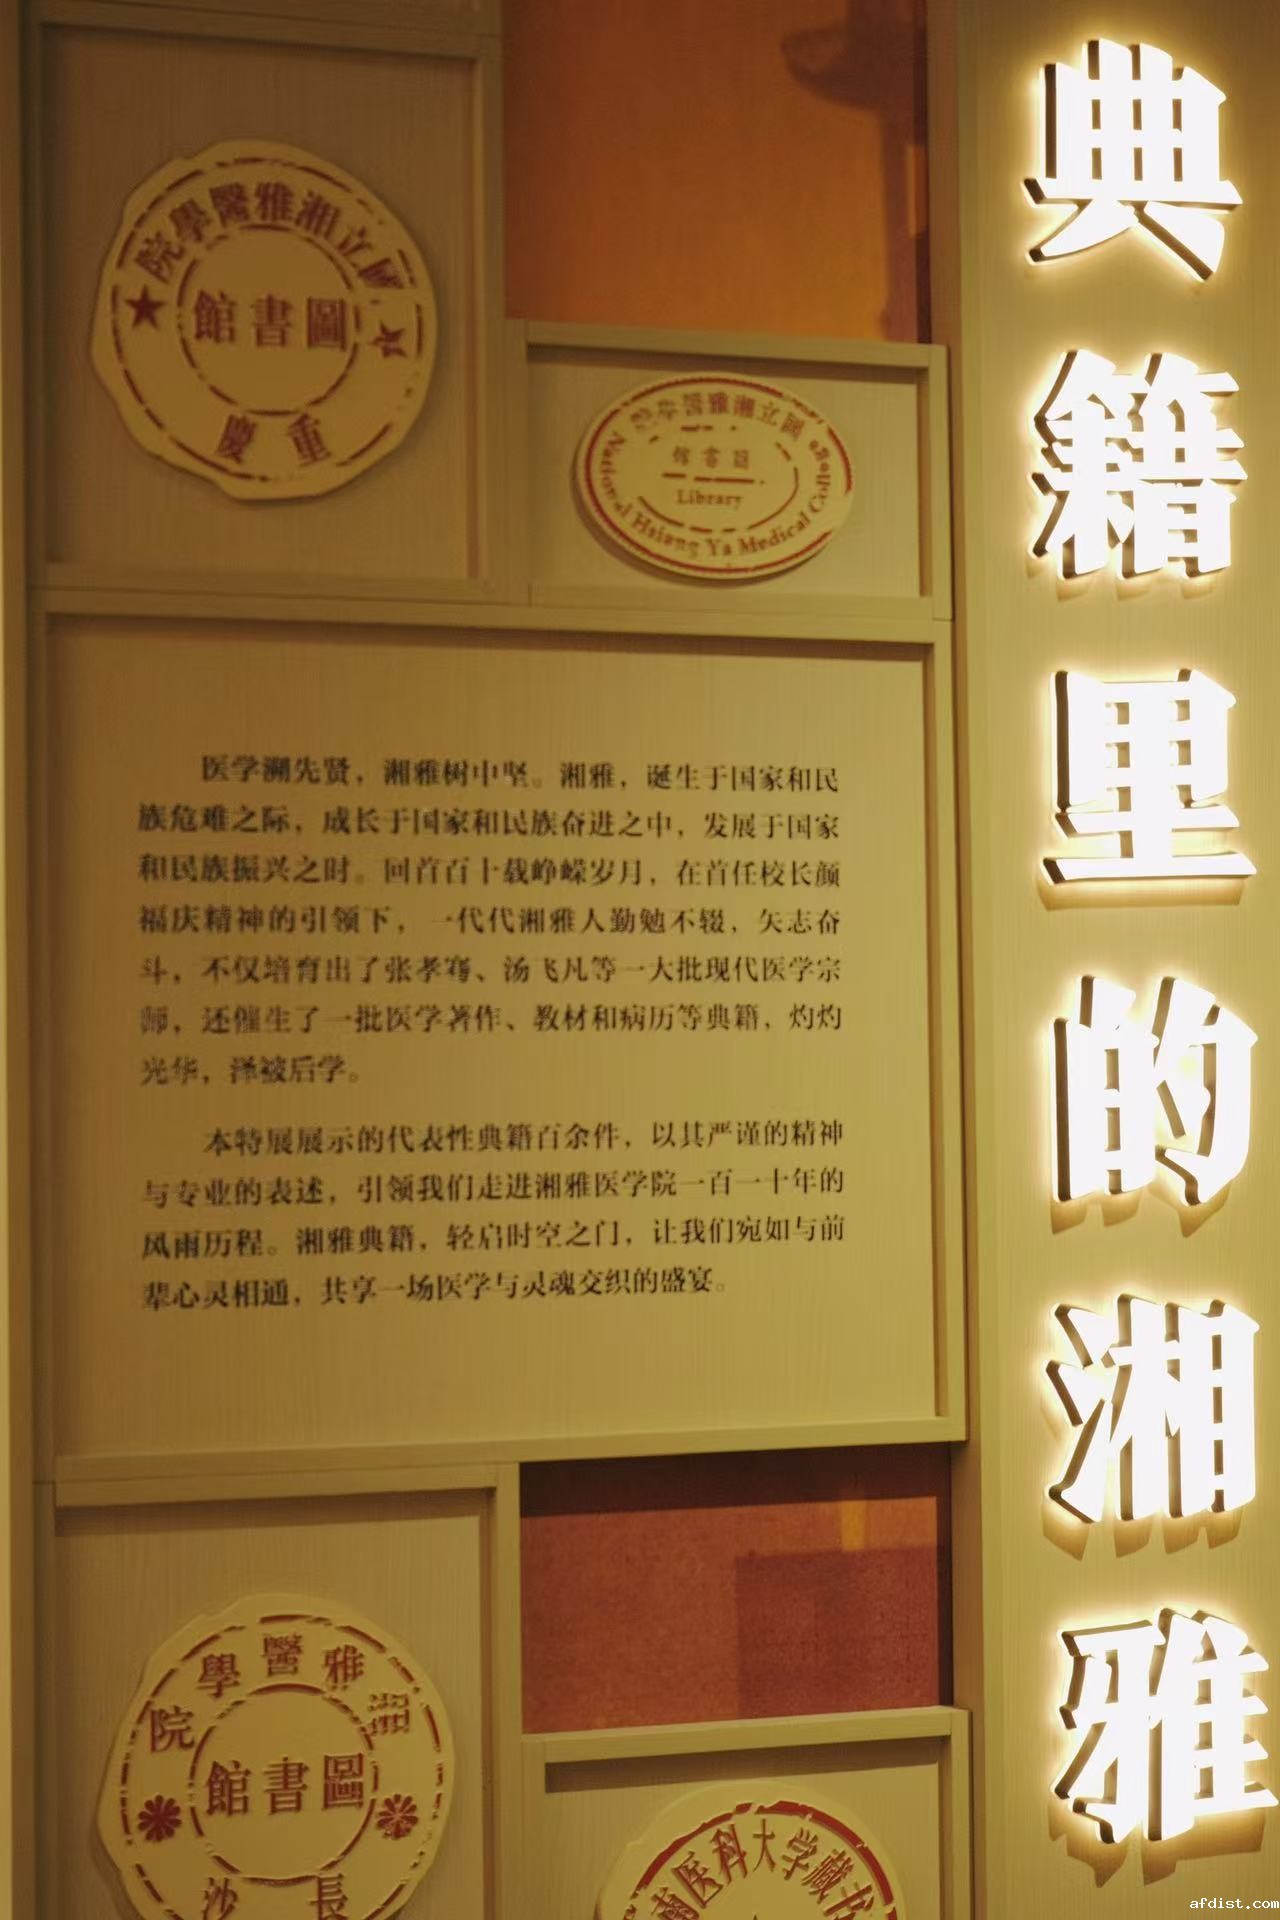 典籍里的湘雅
國立湘雅醫學院
圖書館
重慶
國立湘雅醫學院
圖書館
Library
National Hsiang Ya Medical College
医学溯先贤，湘雅树中坚。湘雅，诞生于国家和民
族危难之际，成长于国家和民族奋进之中，发展于国家
和民族振兴之时。回首百十载峥嵘岁月，在首任校长颜
福庆精神的引领下，一代代湘雅人勤勉不辍，矢志奋
斗，不仅培育出了张孝骞、汤飞凡等一大批现代医学宗
师，还催生了一批医学著作、教材和病历等典籍，灼灼
光华，泽被后学。
本特展展示的代表性典籍百余件，以其严谨的精神
与专业的表述，引领我们走进湘雅医学院一百一十年的
风雨历程。湘雅典籍，轻启时空之门，让我们宛如与前
辈心灵相通，共享一场医学与灵魂交织的盛宴。
湘雅醫學院
圖書館
長沙
医科大学藏书
afdist.com